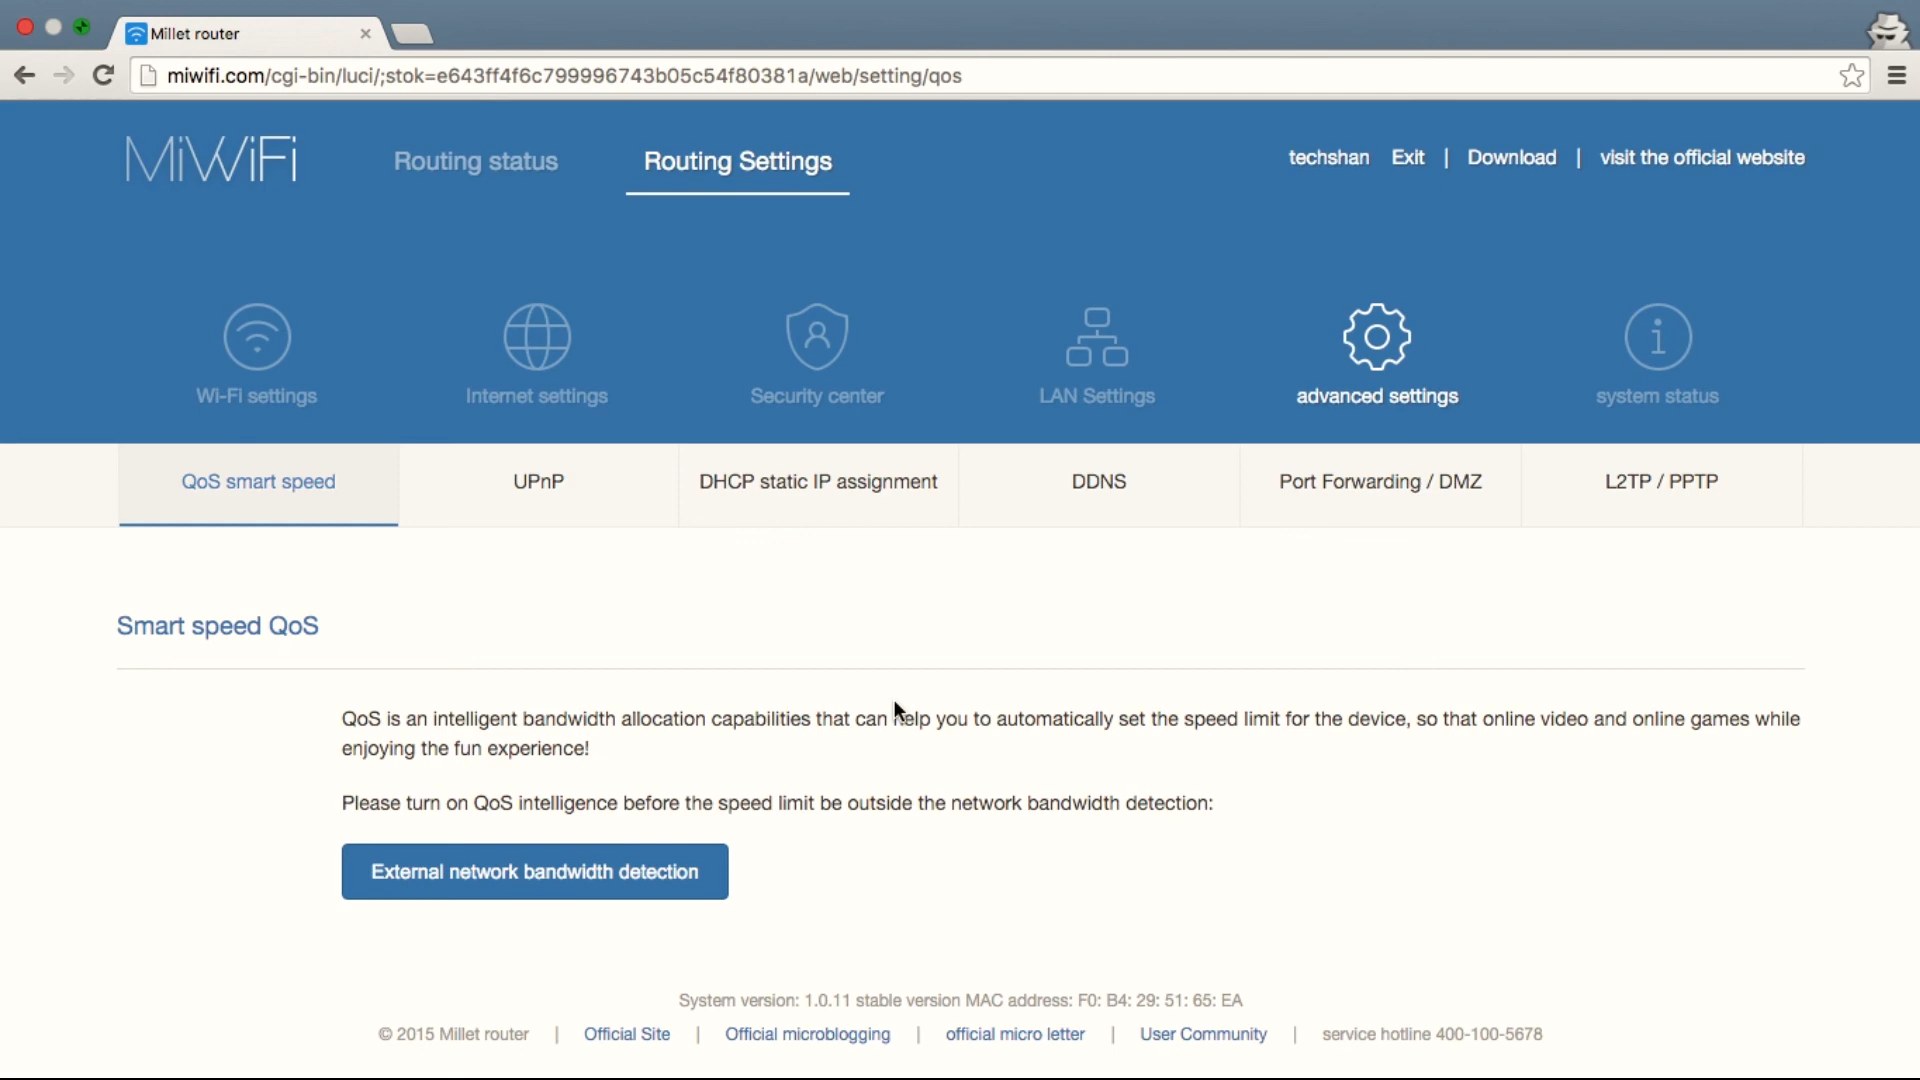 Millet router
miwifi.com/cgi-bin/luci/;stok=e643ff4f6c799996743b05c54f80381a/web/setting/qos
MiWiFi Routing status Routing Settings techshan Exit | Download | visit the official website
Wi-Fi settings Internet settings Security center LAN Settings advanced settings system status
QoS smart speed UPnP DHCP static IP assignment DDNS Port Forwarding / DMZ L2TP / PPTP
Smart speed QoS
QoS is an intelligent bandwidth allocation capabilities that can help you to automatically set the speed limit for the device, so that online video and online games while
enjoying the fun experience!
Please turn on QoS intelligence before the speed limit be outside the network bandwidth detection:
External network bandwidth detection
System version: 1.0.11 stable version MAC address: F0: B4: 29: 51: 65: EA
© 2015 Millet router | Official Site | Official microblogging | official micro letter | User Community | service hotline 400-100-5678